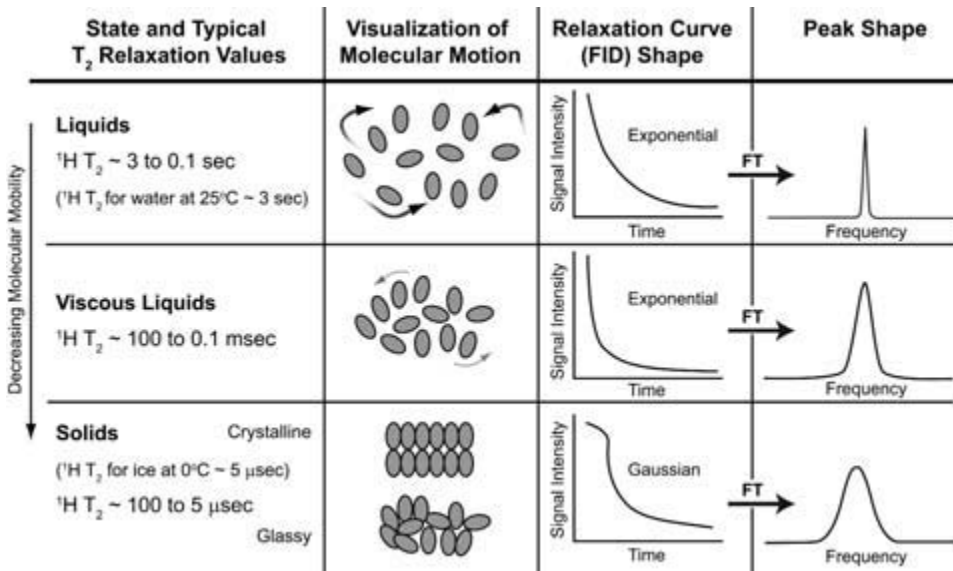 State and Typical
T₂ Relaxation Values
Visualization of
Molecular Motion
Relaxation Curve
(FID) Shape
Peak Shape
Decreasing Molecular Mobility
Liquids
¹H T₂ ~ 3 to 0.1 sec
(¹H T₂ for water at 25°C ~ 3 sec)
Signal Intensity
Exponential
Time
FT
Frequency
Viscous Liquids
¹H T₂ ~ 100 to 0.1 msec
Signal Intensity
Exponential
Time
FT
Frequency
Solids
Crystalline
(¹H T₂ for ice at 0°C ~ 5 μsec)
¹H T₂ ~ 100 to 5 μsec
Glassy
Signal Intensity
Gaussian
Time
FT
Frequency